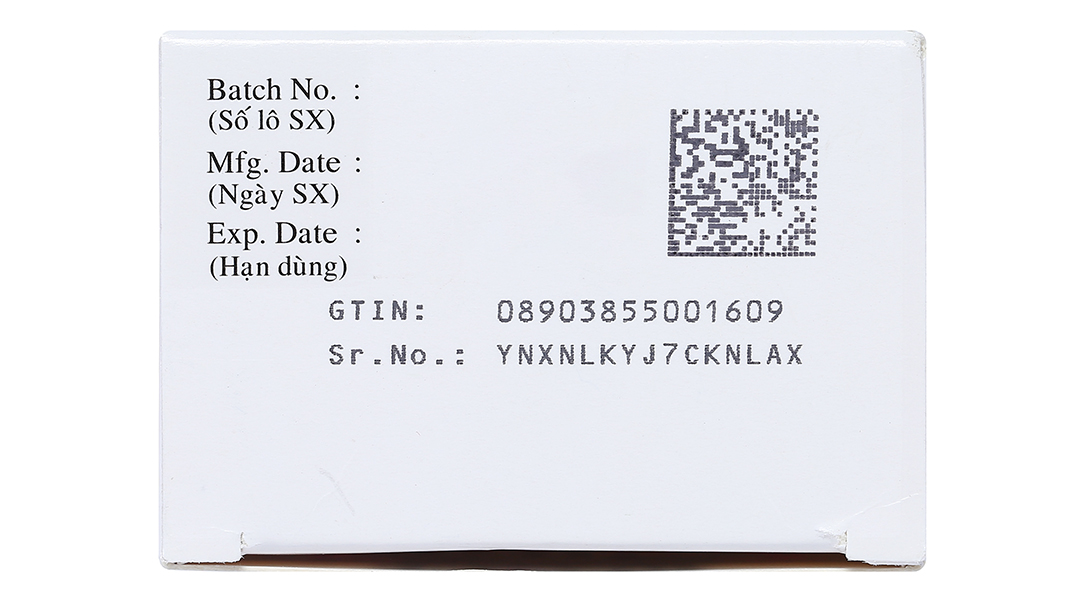 Batch No. :
(Số lô SX)
Mfg. Date :
(Ngày SX)
Exp. Date :
(Hạn dùng)
GTIN: 08903855001609
Sr.No.: YNXNLKYJ7CKNLAX